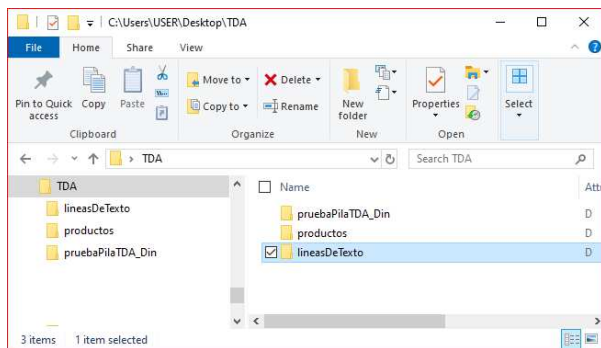 C:\Users\USER\Desktop\TDA
File Home Share View
Pin to Quick access
Copy
Paste
Move to
Copy to
Delete
Rename
New folder
Properties
Select
Clipboard Organize New Open
TDA
Search TDA
TDA
lineasDeTexto
productos
pruebaPilaTDA_Din
Name Attr
pruebaPilaTDA_Din D
productos D
lineasDeTexto D
3 items 1 item selected